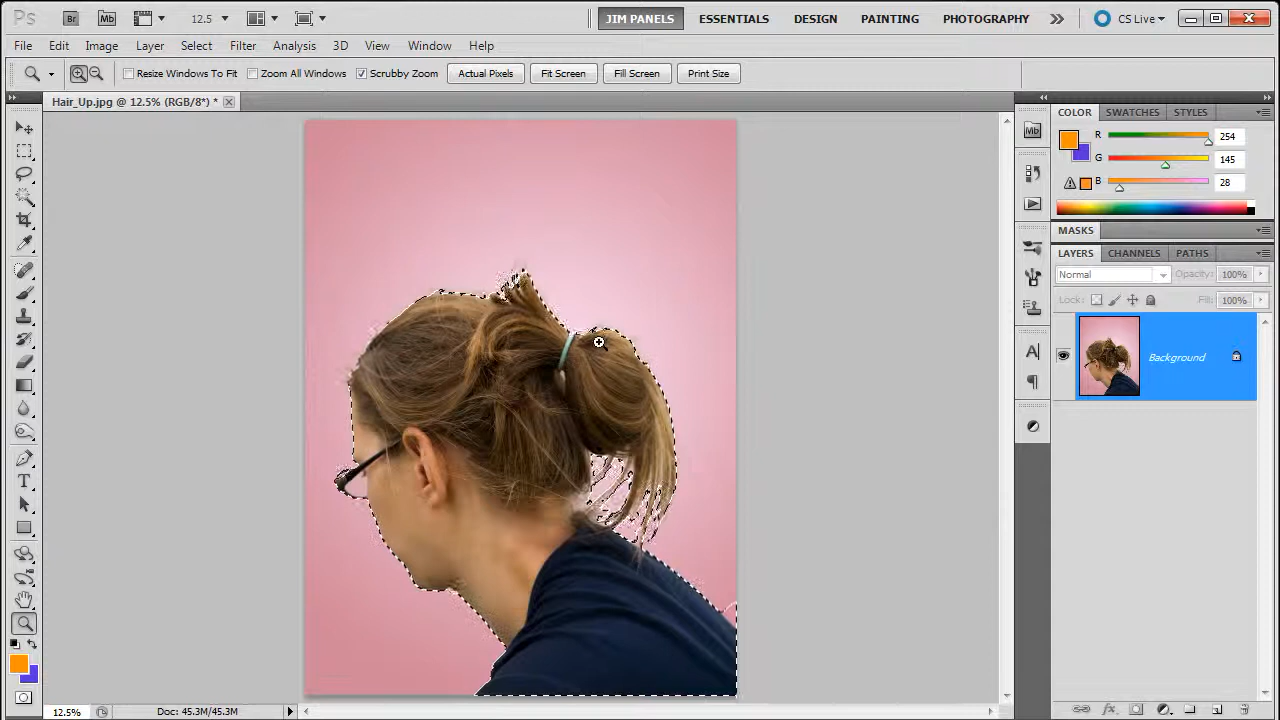 Ps Br Mb 12.5 JIM PANELS ESSENTIALS DESIGN PAINTING PHOTOGRAPHY CS Live
File Edit Image Layer Select Filter Analysis 3D View Window Help
Resize Windows To Fit Zoom All Windows Scrubby Zoom Actual Pixels Fit Screen Fill Screen Print Size
Hair_Up.jpg @ 12.5% (RGB/8*) *
COLOR SWATCHES STYLES
Mb
R 254
G 145
B 28
MASKS
LAYERS CHANNELS PATHS
Normal Opacity: 100%
Lock: Fill: 100%
Background
A
T
fx
12.5% Doc: 45.3M/45.3M